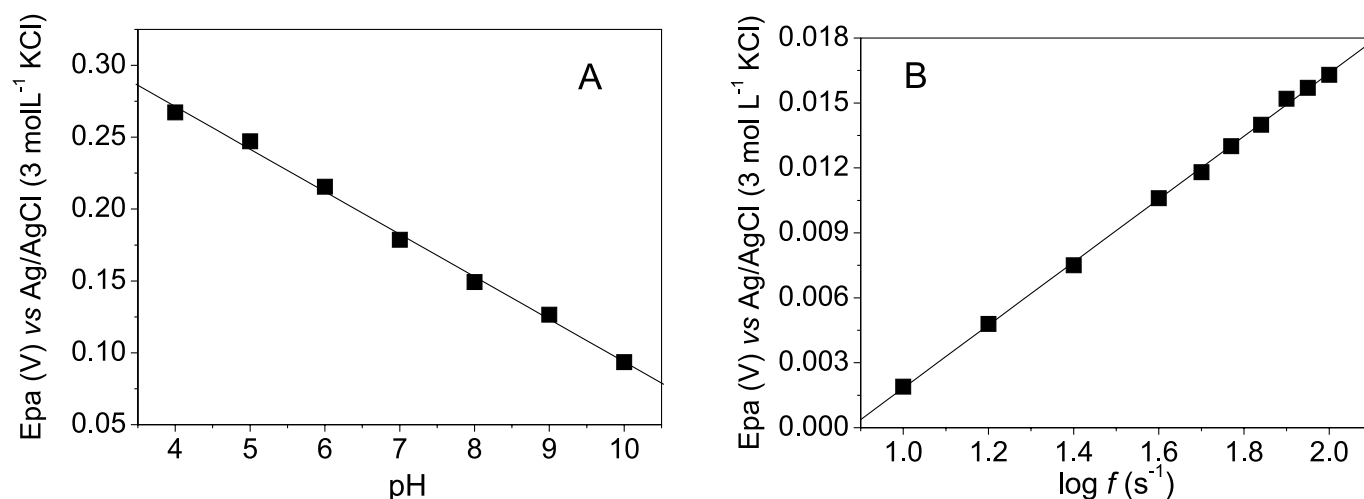 A
Epa (V) vs Ag/AgCl (3 molL⁻¹ KCl)
0.30
0.25
0.20
0.15
0.10
0.05
4 5 6 7 8 9 10
pH
B
Epa (V) vs Ag/AgCl (3 mol L⁻¹ KCl)
0.018
0.015
0.012
0.009
0.006
0.003
0.000
1.0 1.2 1.4 1.6 1.8 2.0
log f (s⁻¹)